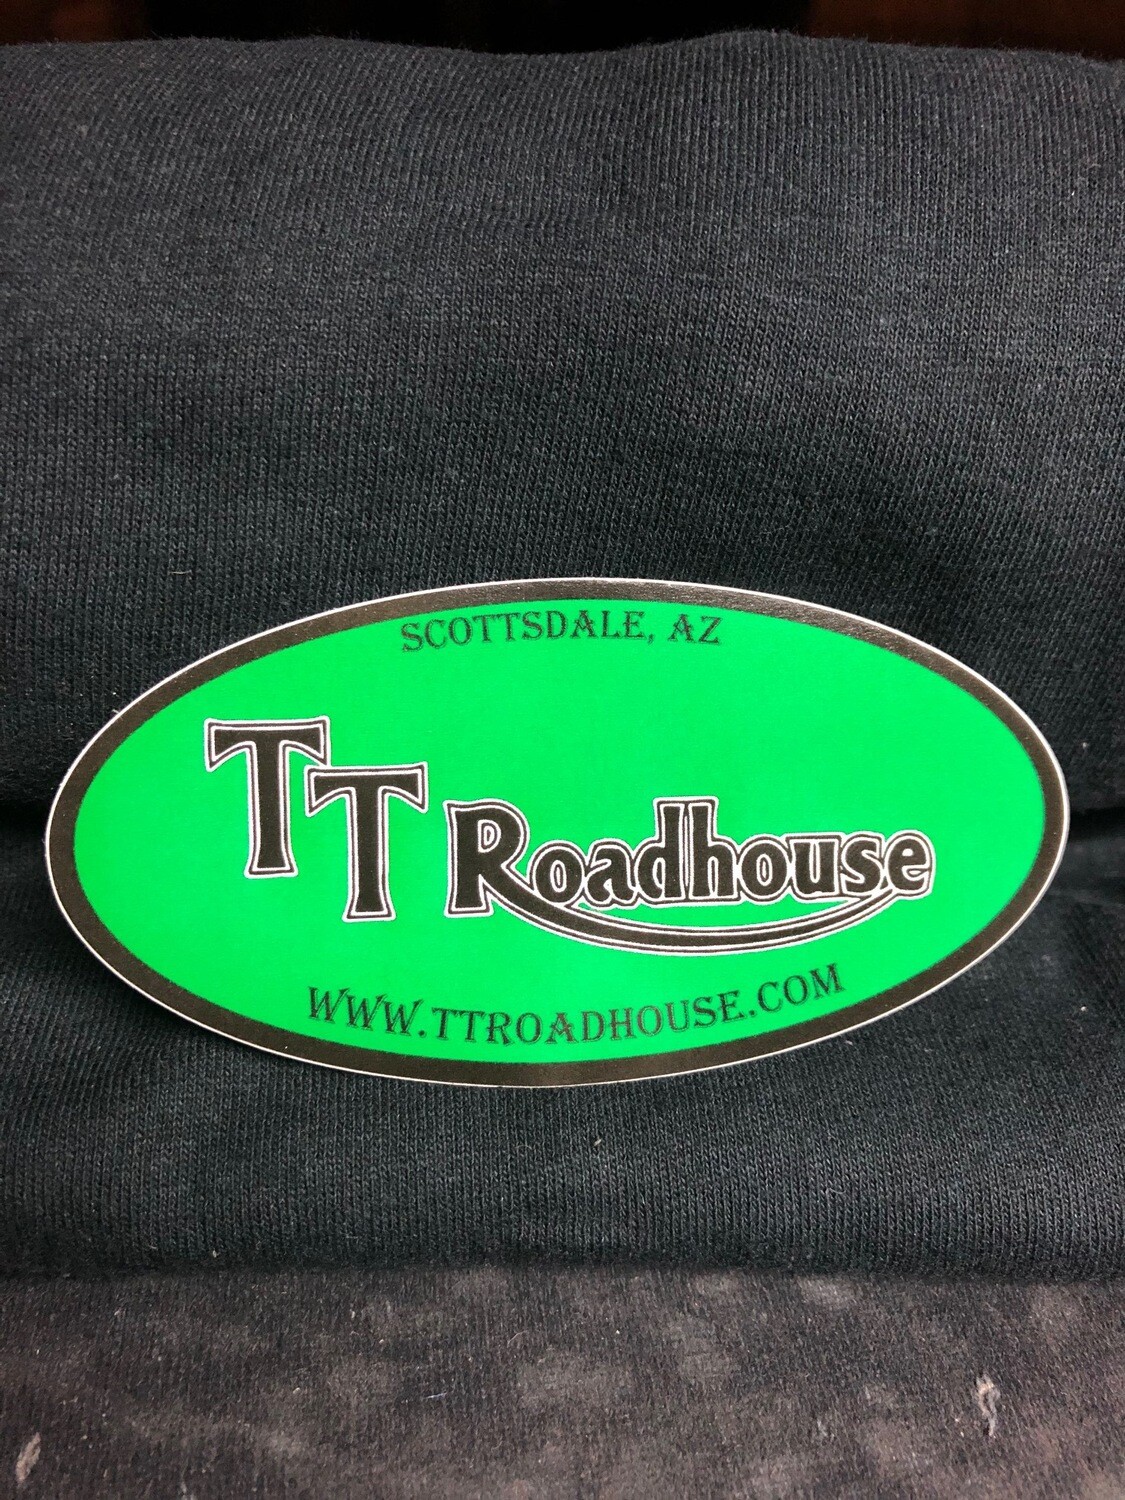 SCOTTSDALE, AZ
TT Roadhouse
WWW.TTROADHOUSE.COM